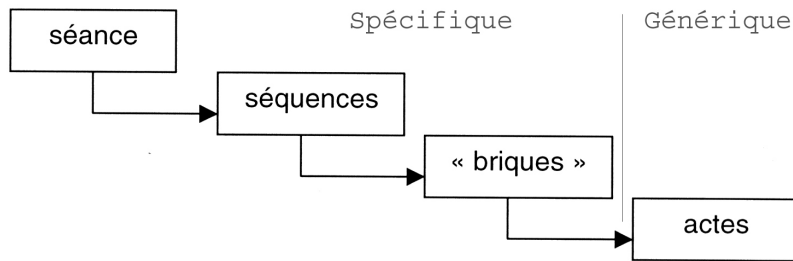 Spécifique
Générique
séance
séquences
« briques »
actes